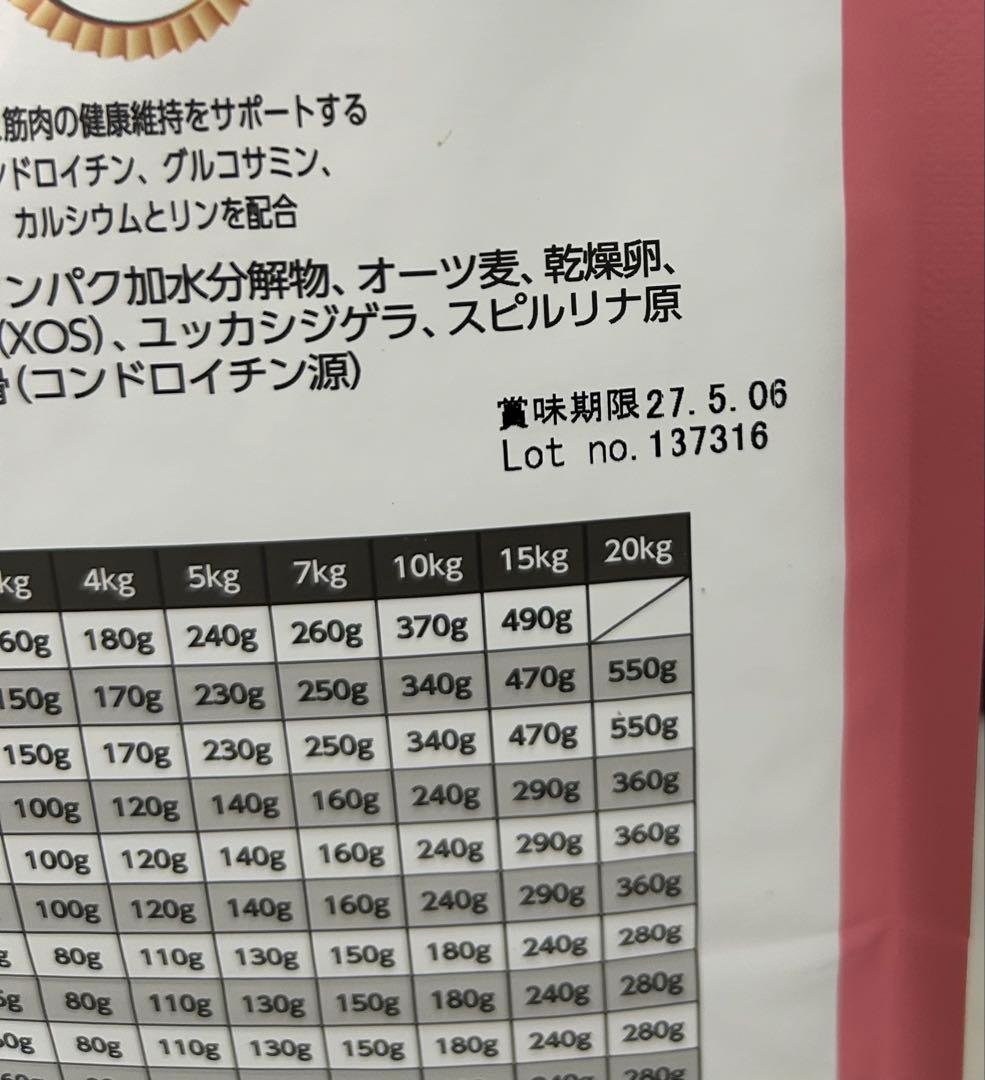 筋肉の健康維持をサポートする
ドロイチン、グルコサミン、
カルシウムとリンを配合
ンパク加水分解物、オーツ麦、乾燥卵、
(XOS)、ユッカシジゲラ、スピルリナ原
(コンドロイチン源)
賞味期限27.5.06
Lot no.137316
kg 4kg 5kg 7kg 10kg 15kg 20kg
60g 180g 240g 260g 370g 490g
150g 170g 230g 250g 340g 470g 550g
150g 170g 230g 250g 340g 470g 550g
100g 120g 140g 160g 240g 290g 360g
100g 120g 140g 160g 240g 290g 360g
100g 120g 140g 160g 240g 290g 360g
g 80g 110g 130g 150g 180g 240g 280g
g 80g 110g 130g 150g 180g 240g 280g
0g 80g 110g 130g 150g 180g 240g 280g
240g 280g